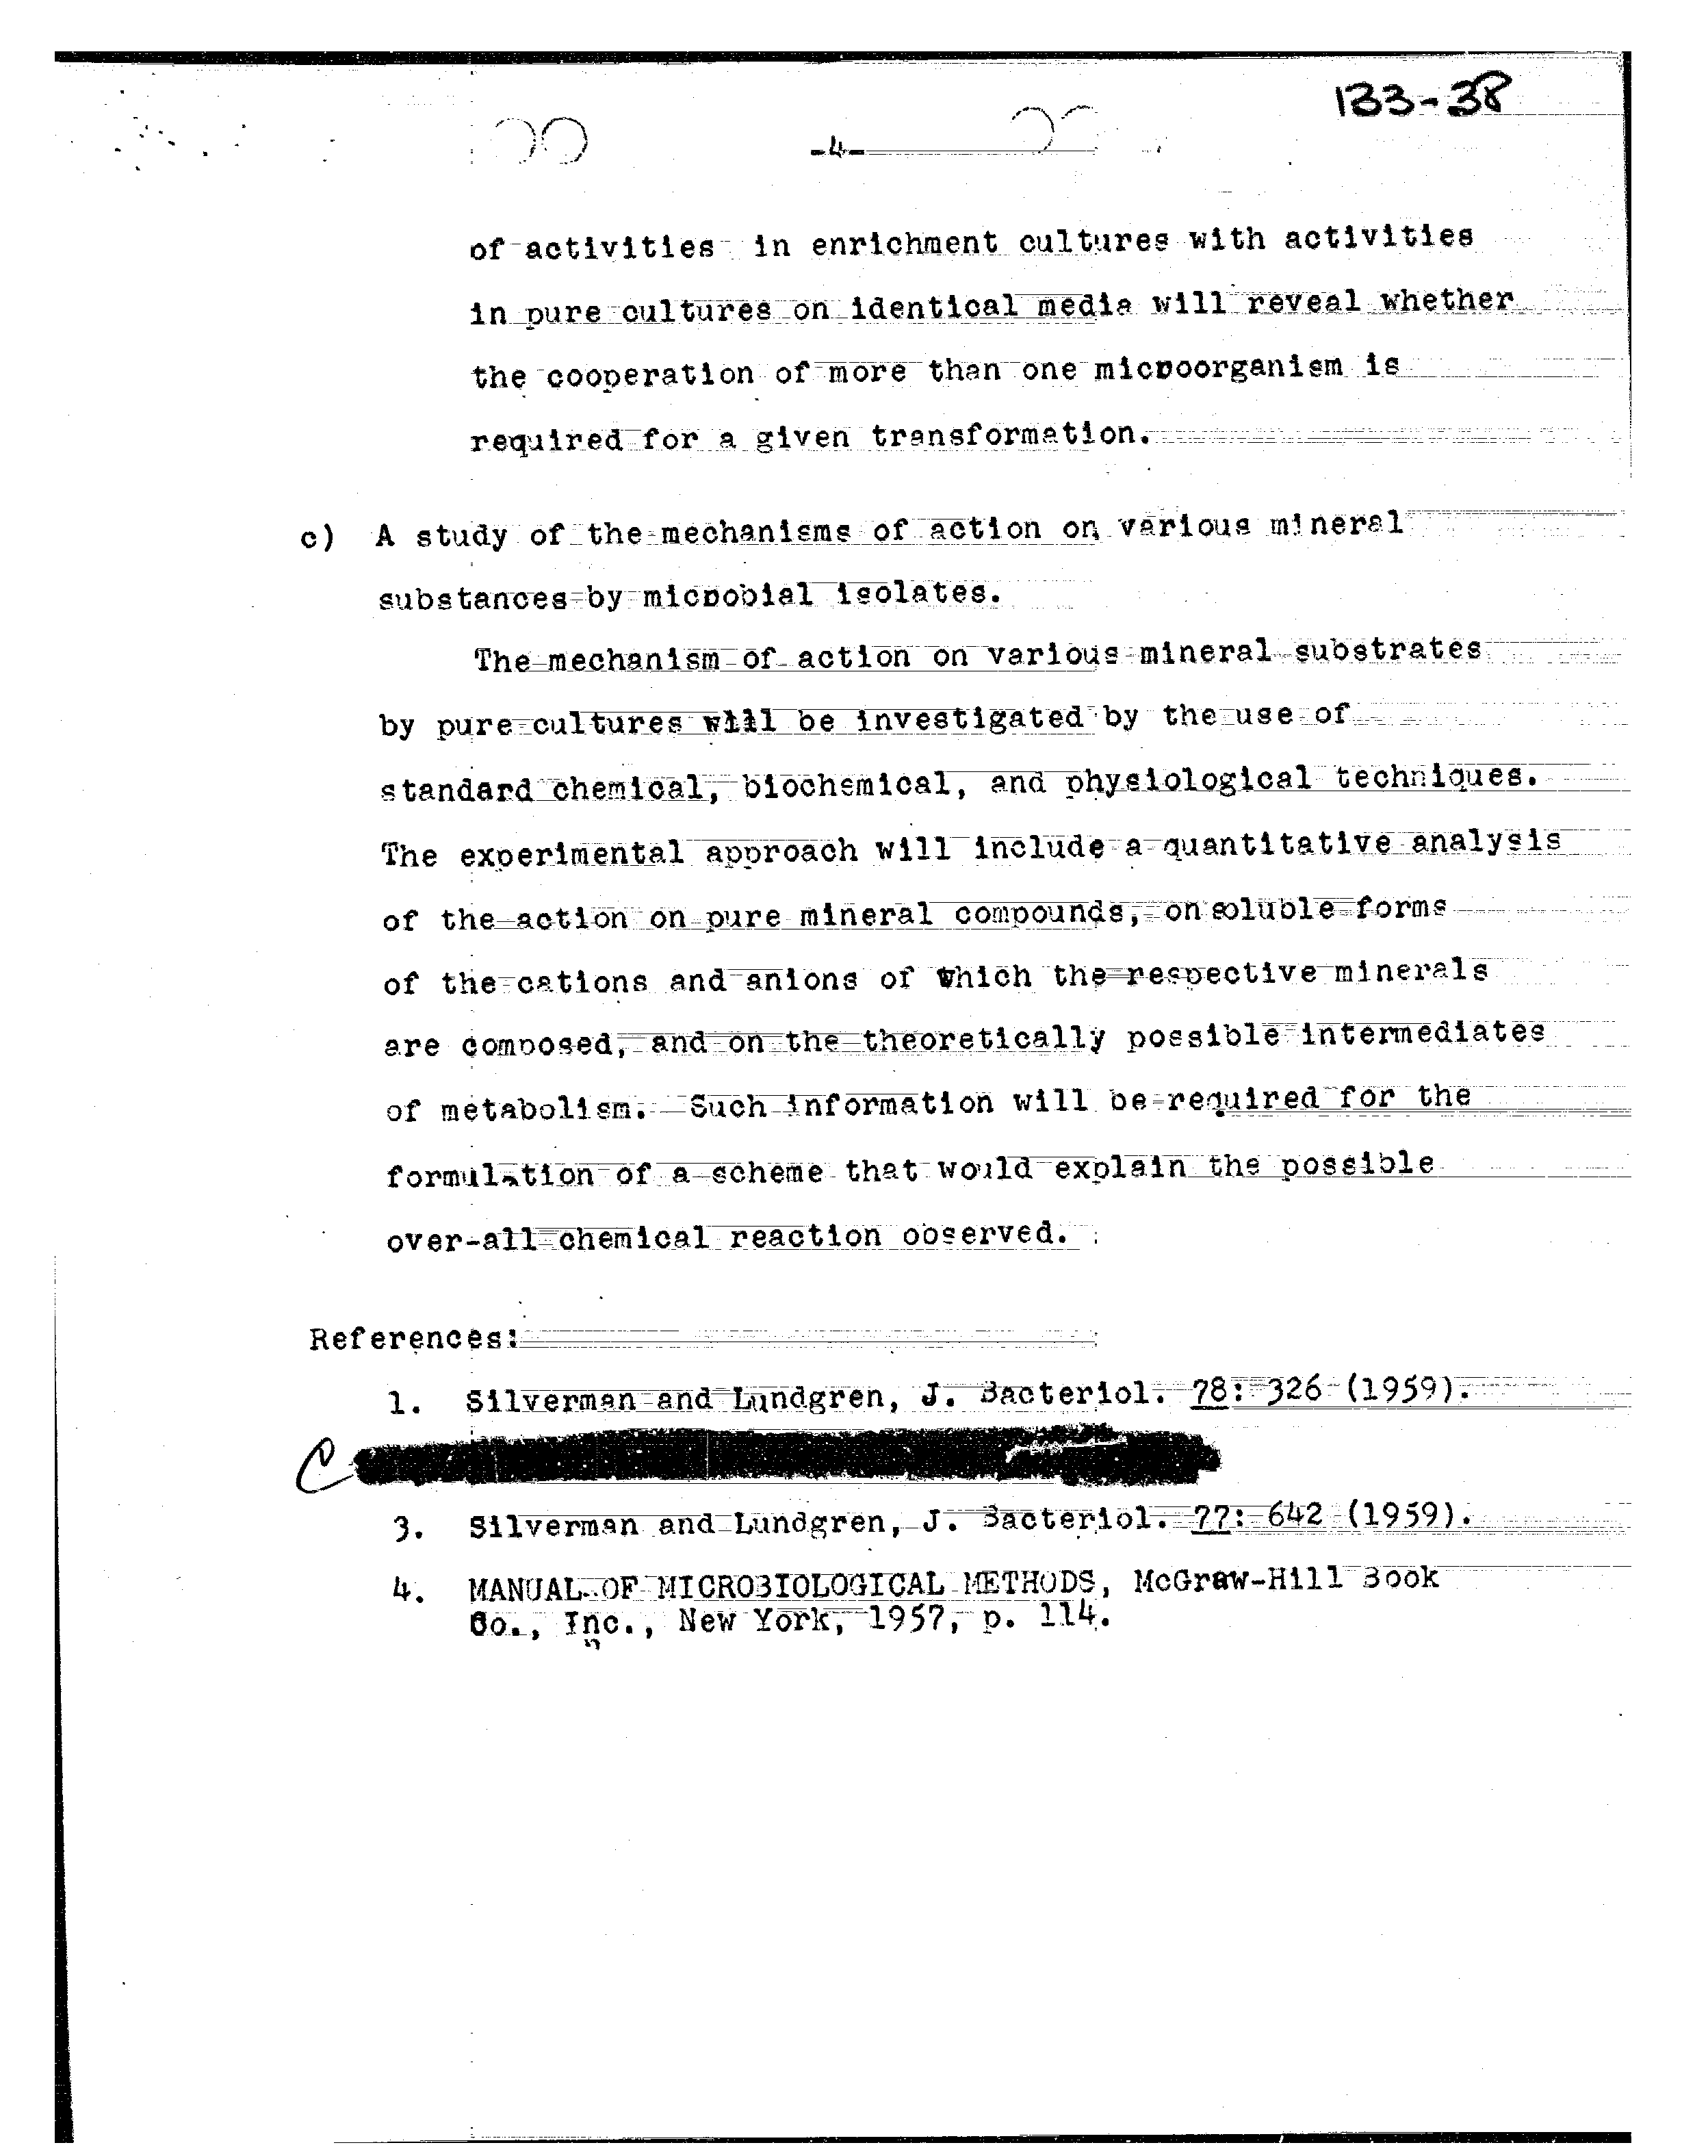 133-38
-4-
of activities in enrichment cultures with activities
in pure cultures on identical media will reveal whether
the cooperation of more than one microorganism is
required for a given transformation.
c) A study of the mechanisms of action on various mineral
substances by microbial isolates.
The mechanism of action on various mineral substrates
by pure cultures will be investigated by the use of
standard chemical, biochemical, and physiological techniques.
The experimental approach will include a quantitative analysis
of the action on pure mineral compounds, on soluble forms
of the cations and anions of which the respective minerals
are composed, and on the theoretically possible intermediates
of metabolism. Such information will be required for the
formulation of a scheme that would explain the possible
over-all chemical reaction observed.
References:
1. Silverman and Lundgren, J. Bacteriol. 78: 326 (1959).
C
3. Silverman and Lundgren, J. Bacteriol. 77: 642 (1959).
4. MANUAL OF MICROBIOLOGICAL METHODS, McGraw-Hill Book
Co., Inc., New York, 1957, p. 114.